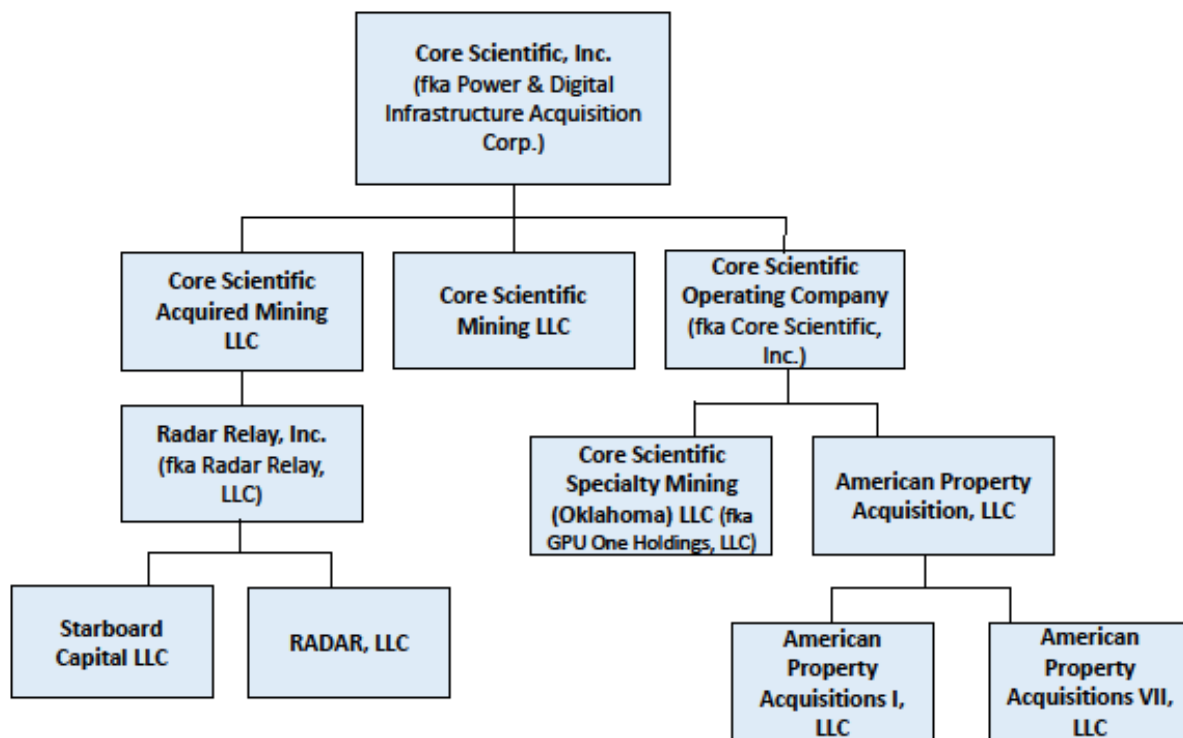 Core Scientific, Inc.
(fka Power & Digital
Infrastructure Acquisition
Corp.)
Core Scientific
Acquired Mining
LLC
Core Scientific
Mining LLC
Core Scientific
Operating Company
(fka Core Scientific,
Inc.)
Radar Relay, Inc.
(fka Radar Relay,
LLC)
Core Scientific
Specialty Mining
(Oklahoma) LLC (fka
GPU One Holdings, LLC)
American Property
Acquisition, LLC
Starboard
Capital LLC
RADAR, LLC
American
Property
Acquisitions I,
LLC
American
Property
Acquisitions VII,
LLC